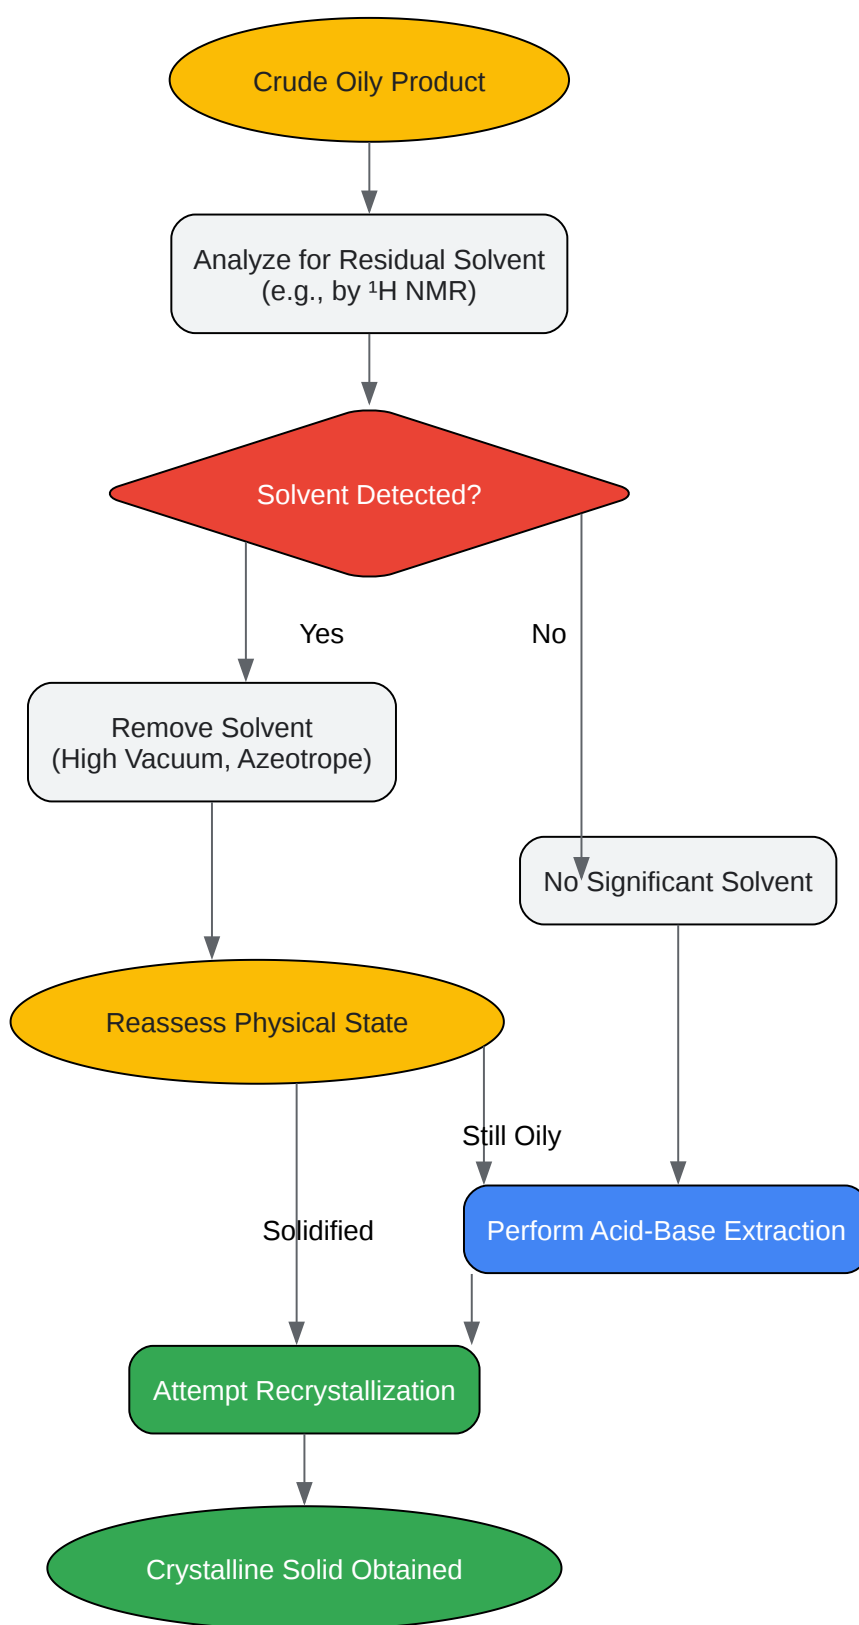 Crude Oily Product
Analyze for Residual Solvent
(e.g., by ¹H NMR)
Solvent Detected?
Yes
No
Remove Solvent
(High Vacuum, Azeotrope)
No Significant Solvent
Reassess Physical State
Still Oily
Solidified
Perform Acid-Base Extraction
Attempt Recrystallization
Crystalline Solid Obtained